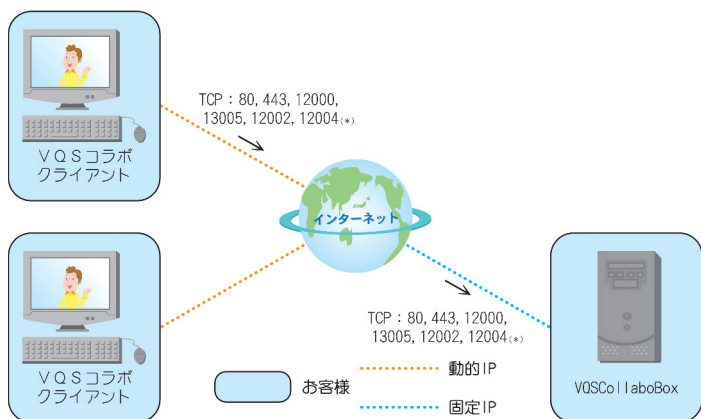 TCP : 80, 443, 12000,
13005, 12002, 12004(*)
VQSコラボ
クライアント
インターネット
VQSコラボ
クライアント
TCP : 80, 443, 12000,
13005, 12002, 12004(*)
VQSCollaboBox
お客様
動的IP
固定IP